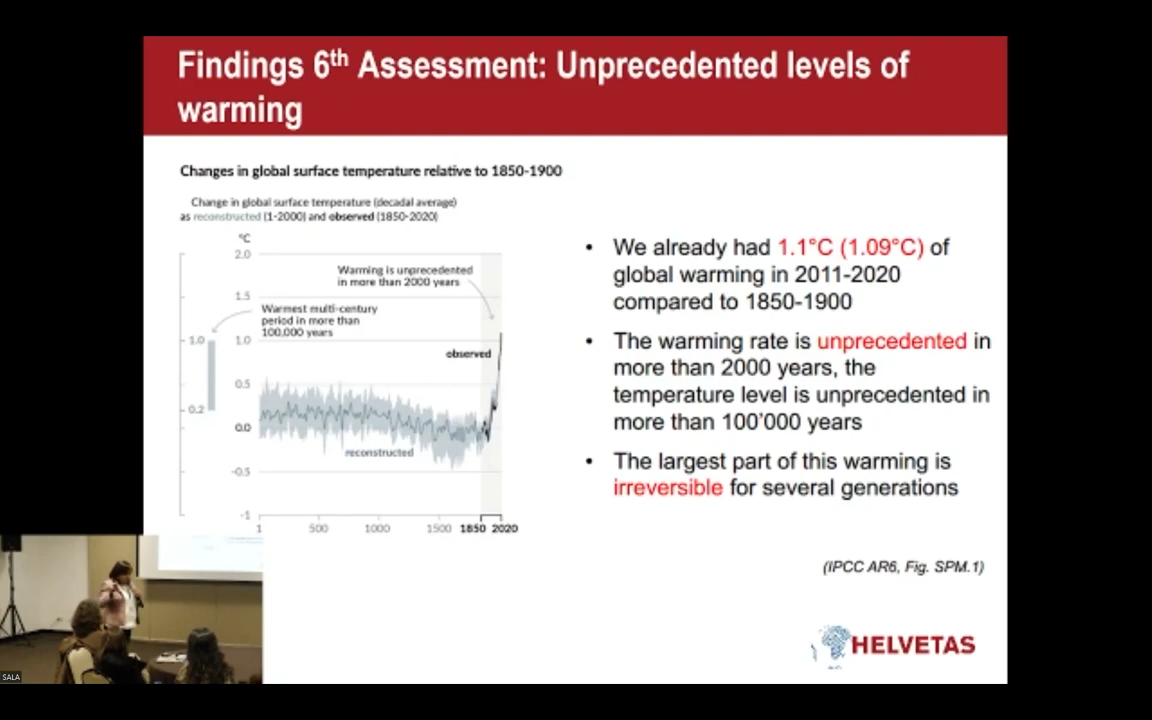 Findings 6th Assessment: Unprecedented levels of
warming
Changes in global surface temperature relative to 1850-1900
Change in global surface temperature (decadal average)
as reconstructed (1-2000) and observed (1850-2020)
°C
2.0
1.5
1.0
0.5
0.0
-0.5
-1
1.0
0.2
Warming is unprecedented
in more than 2000 years
Warmest multi-century
period in more than
100,000 years
observed
reconstructed
1 500 1000 1500 1850 2020
• We already had 1.1°C (1.09°C) of
global warming in 2011-2020
compared to 1850-1900
• The warming rate is unprecedented in
more than 2000 years, the
temperature level is unprecedented in
more than 100'000 years
• The largest part of this warming is
irreversible for several generations
(IPCC AR6, Fig. SPM.1)
HELVETAS
SALA